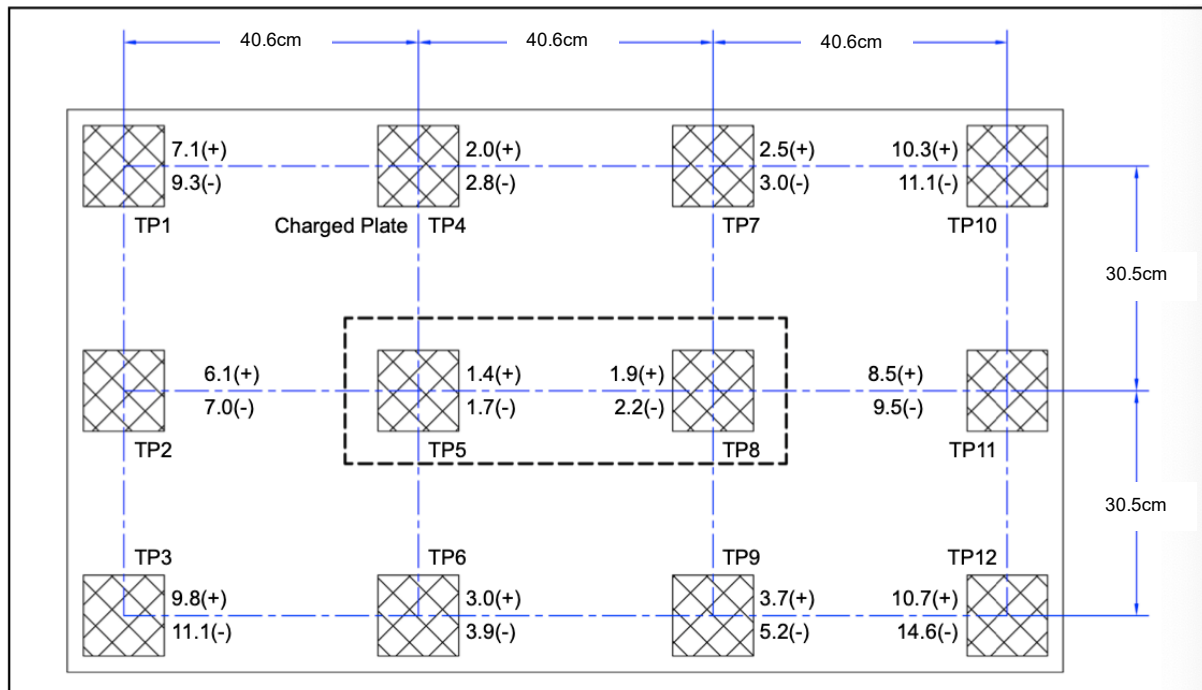 40.6cm 40.6cm 40.6cm
7.1(+) 2.0(+) 2.5(+) 10.3(+)
9.3(-) 2.8(-) 3.0(-) 11.1(-)
TP1 Charged Plate TP4 TP7 TP10
30.5cm
6.1(+) 1.4(+) 1.9(+) 8.5(+)
7.0(-) 1.7(-) 2.2(-) 9.5(-)
TP2 TP5 TP8 TP11
30.5cm
TP3 TP6 TP9 TP12
9.8(+) 3.0(+) 3.7(+) 10.7(+)
11.1(-) 3.9(-) 5.2(-) 14.6(-)